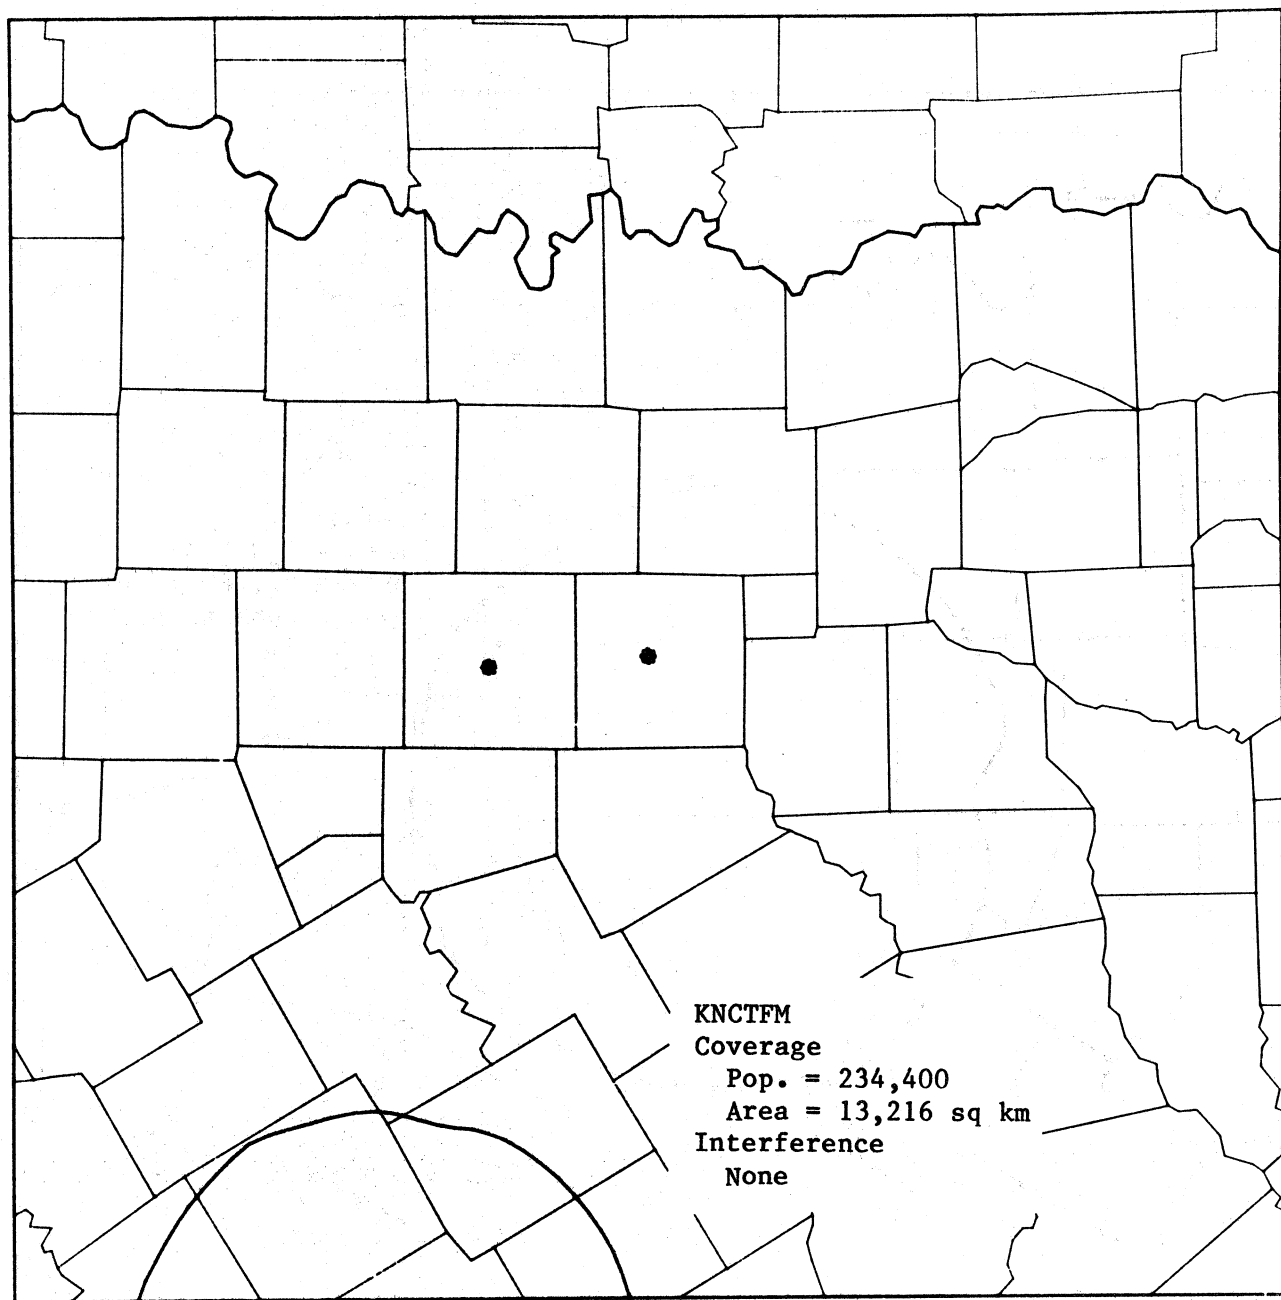 KNCTFM
Coverage
Pop. = 234,400
Area = 13,216 sq km
Interference
None